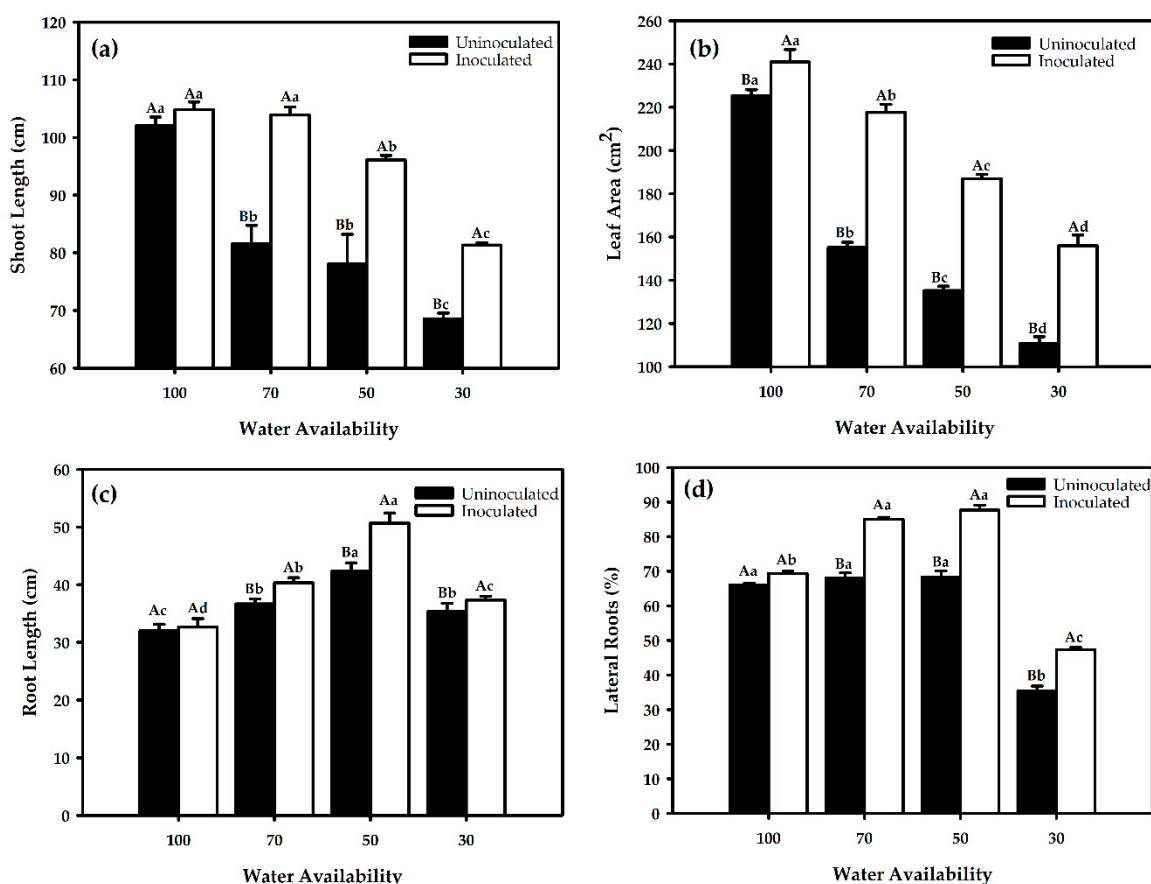 (a)
Uninoculated
Inoculated
Shoot Length (cm)
120
110
100
90
80
70
60
Aa Aa Aa Ab
Bb Bb Ac
Bc
100 70 50 30
Water Availability
(b)
Uninoculated
Inoculated
Leaf Area (cm²)
260
240
220
200
180
160
140
120
100
Ba Aa Ab
Bb Ac Ad
Bc Bd
100 70 50 30
Water Availability
(c)
Uninoculated
Inoculated
Root Length (cm)
60
50
40
30
20
10
0
Ac Ad Bb Ab Ba Aa Bb Ac
100 70 50 30
Water Availability
(d)
Uninoculated
Inoculated
Lateral Roots (%)
100
90
80
70
60
50
40
30
20
10
0
Aa Ab Ba Aa Ba Aa Bb Ac
100 70 50 30
Water Availability